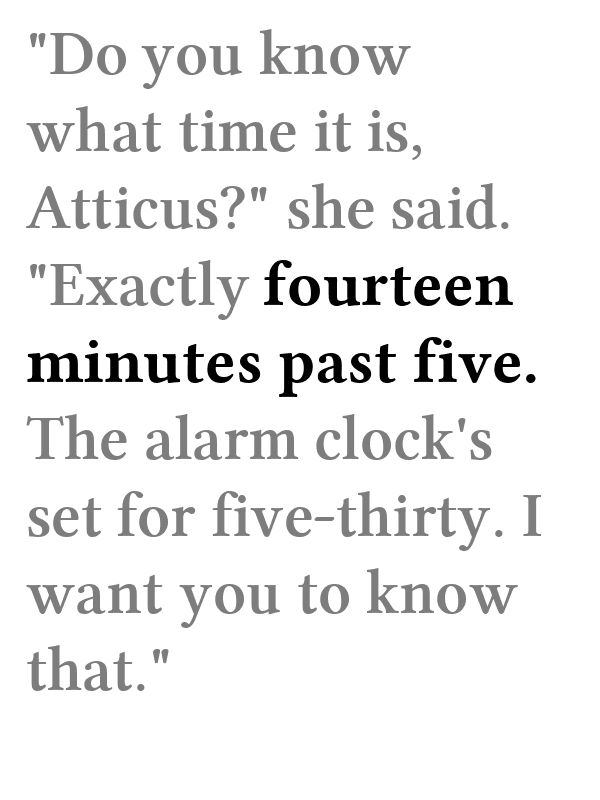 "Do you know
what time it is,
Atticus?" she said.
"Exactly fourteen
minutes past five.
The alarm clock's
set for five-thirty. I
want you to know
that."